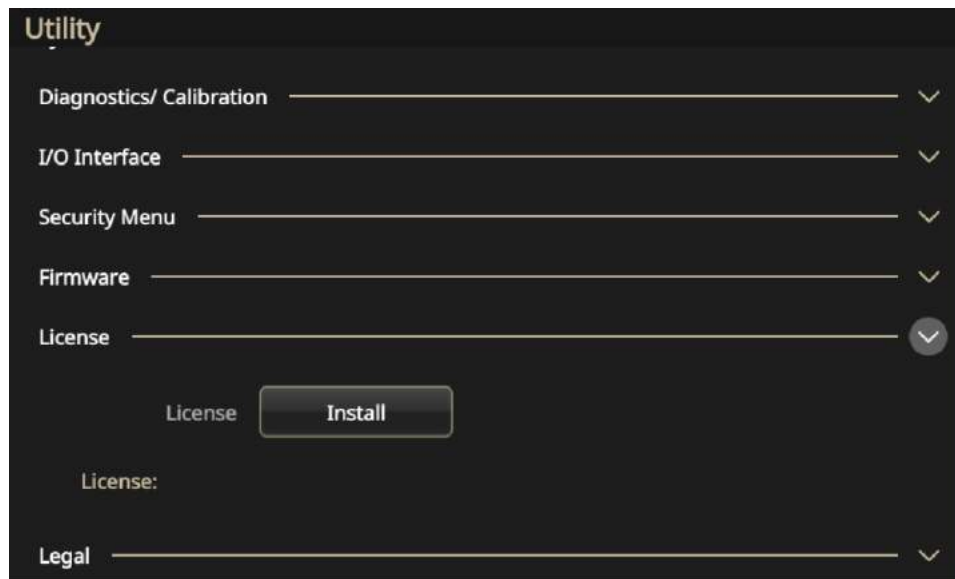 Utility
Diagnostics/ Calibration
I/O Interface
Security Menu
Firmware
License
License Install
License:
Legal